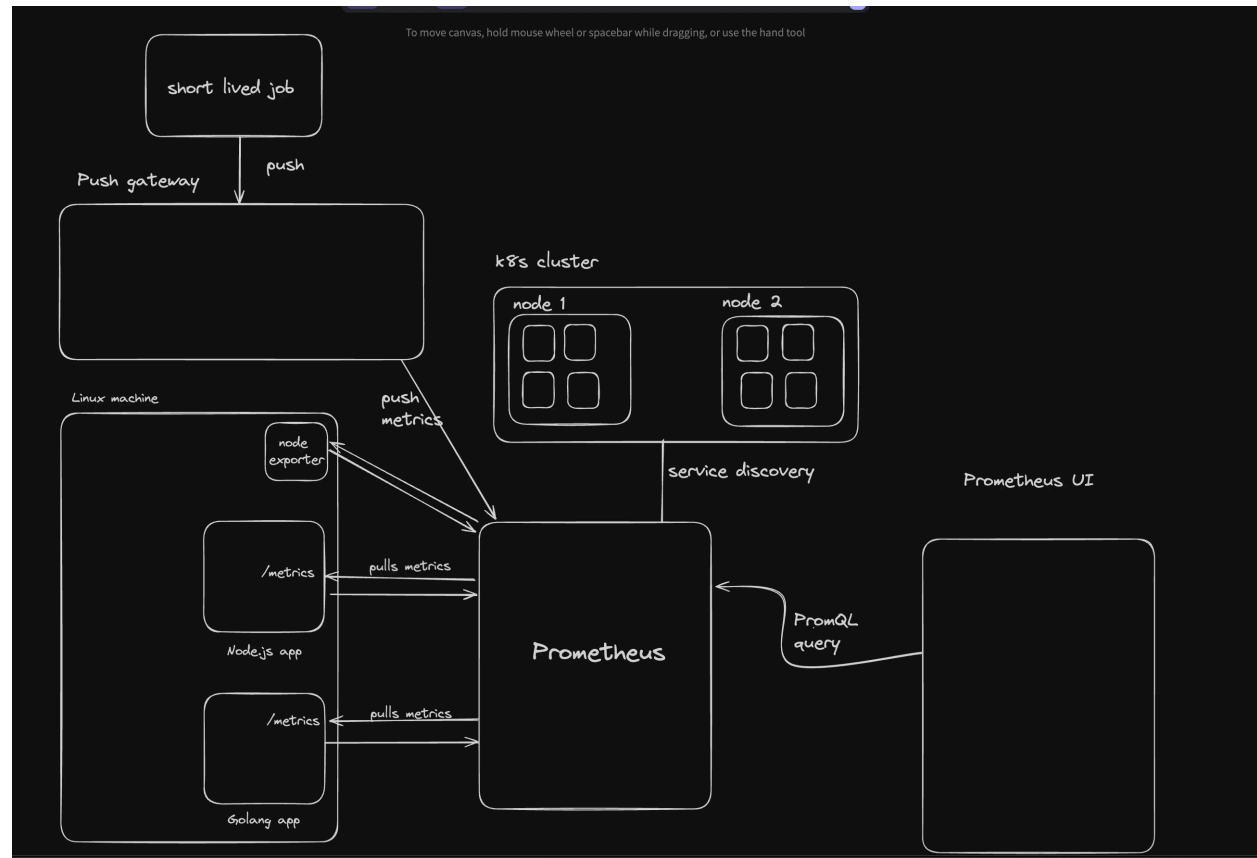 To move canvas, hold mouse wheel or spacebar while dragging, or use the hand tool
short lived job
push
Push gateway
k8s cluster
node 1
node 2
push
metrics
Linux machine
node
exporter
service discovery
Prometheus UI
/metrics
pulls metrics
Node.js app
Prometheus
PromQL
query
/metrics
pulls metrics
Golang app